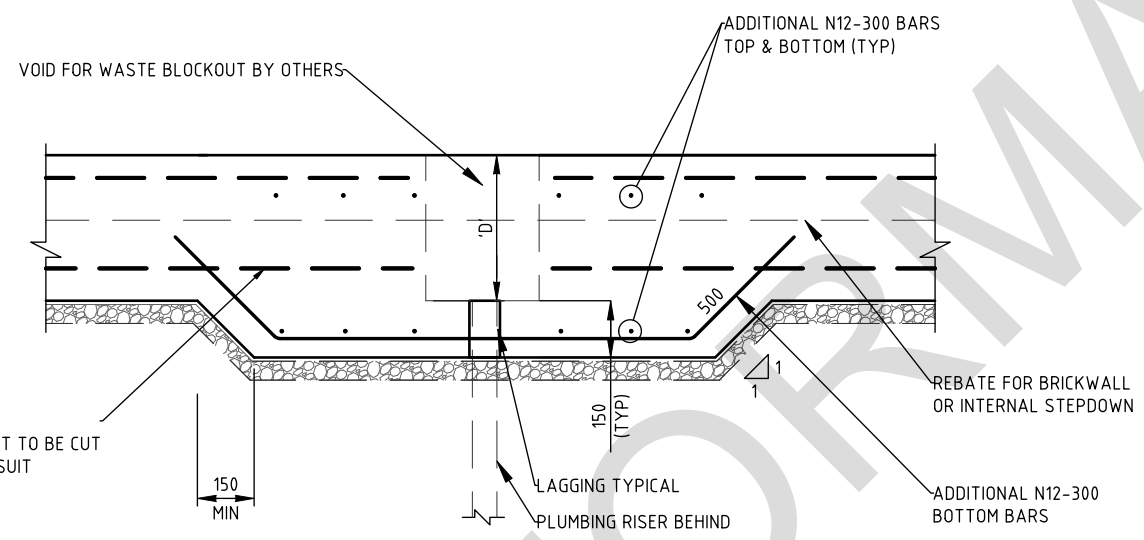 ADDITIONAL N12-300 BARS
TOP & BOTTOM (TYP)
VOID FOR WASTE BLOCKOUT BY OTHERS
'D'
500
1
1
150
(TYP)
REBATE FOR BRICKWALL
OR INTERNAL STEPDOWN
T TO BE CUT
SUIT
150
MIN
LAGGING TYPICAL
PLUMBING RISER BEHIND
ADDITIONAL N12-300
BOTTOM BARS
ORMA